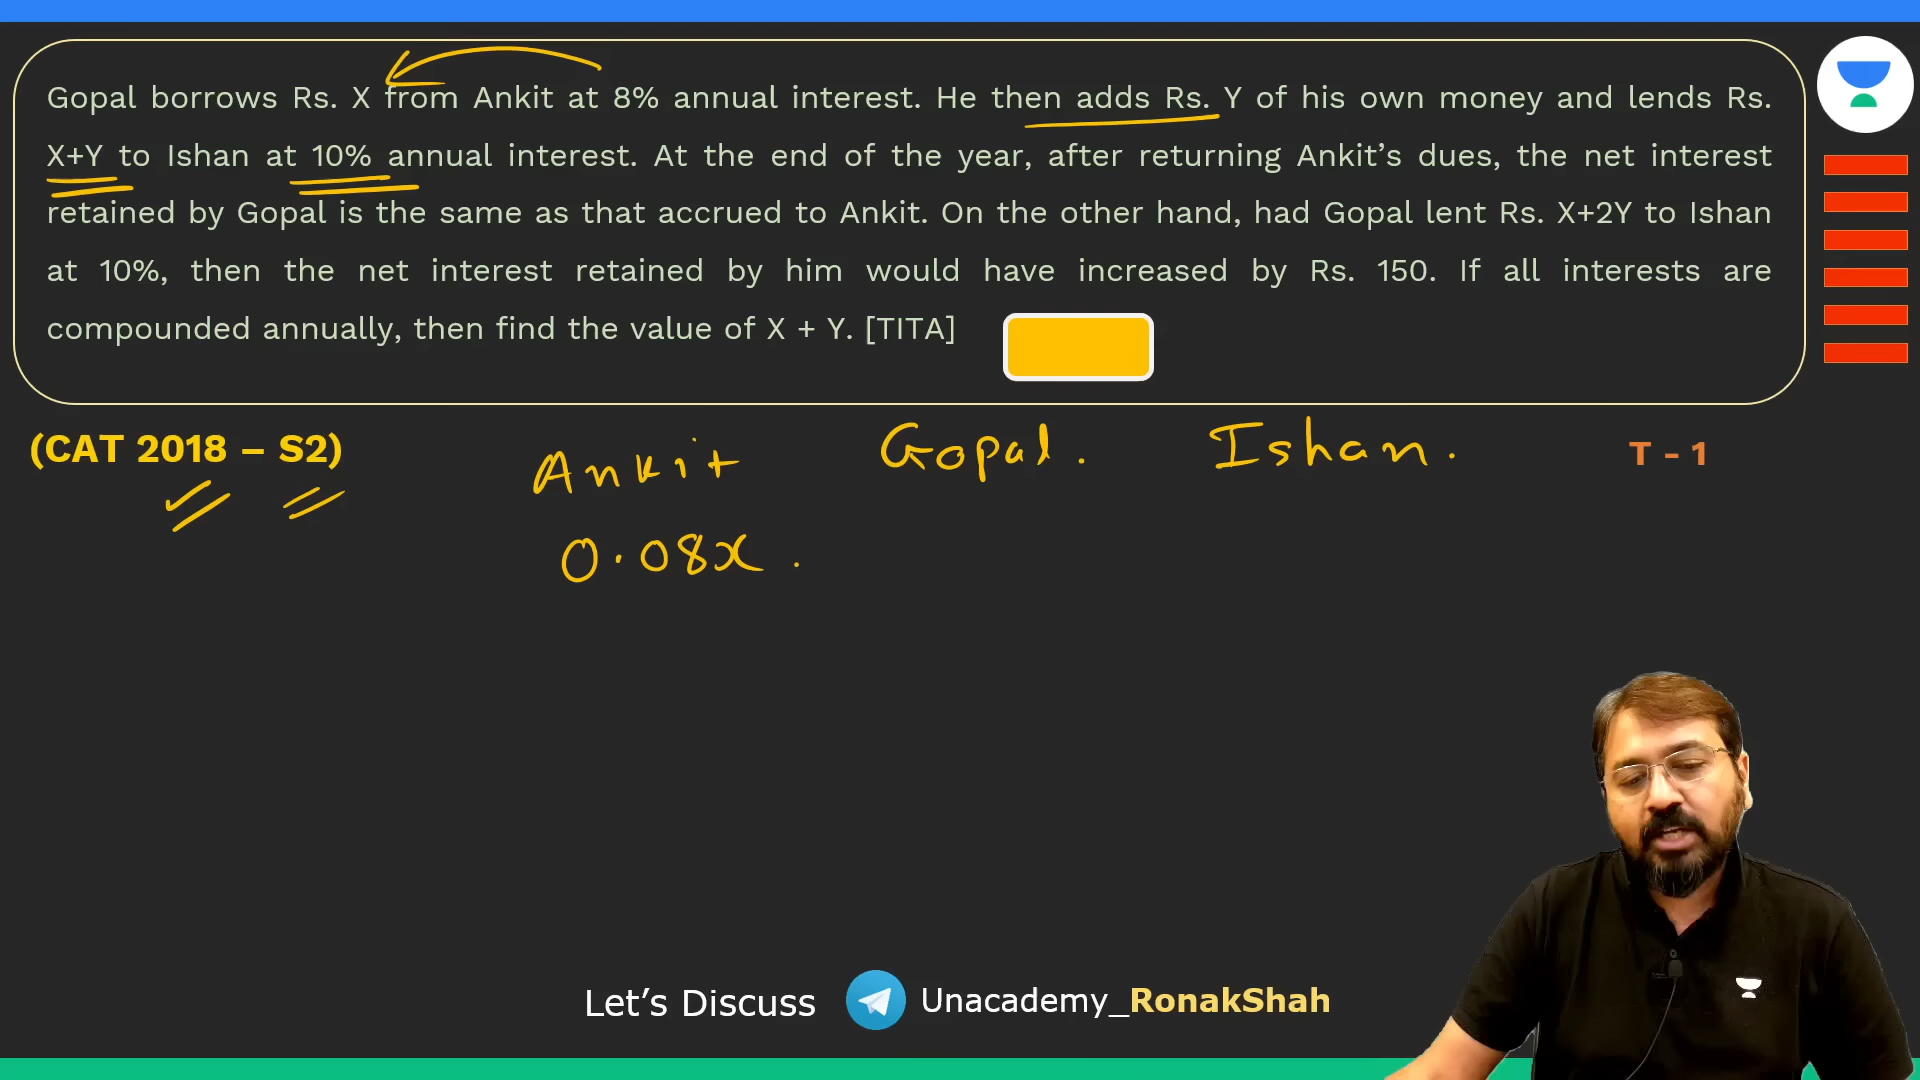 Gopal borrows Rs. X from Ankit at 8% annual interest. He then adds Rs. Y of his own money and lends Rs.
X+Y to Ishan at 10% annual interest. At the end of the year, after returning Ankit’s dues, the net interest
retained by Gopal is the same as that accrued to Ankit. On the other hand, had Gopal lent Rs. X+2Y to Ishan
at 10%, then the net interest retained by him would have increased by Rs. 150. If all interests are
compounded annually, then find the value of X + Y. [TITA]
(CAT 2018 – S2)
Ankit Gopal. Ishan.
T - 1
0.08x.
Let’s Discuss
Unacademy_RonakShah